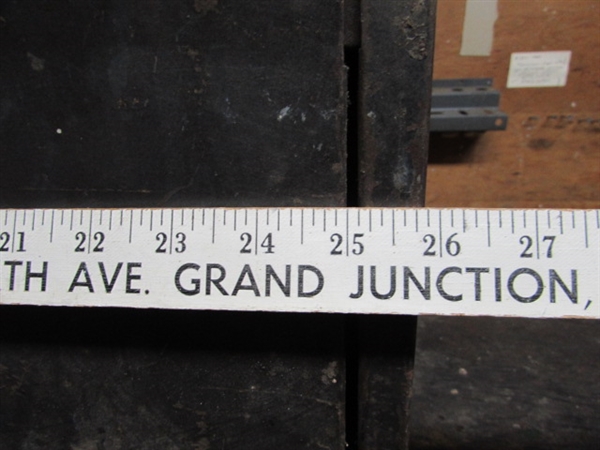 21 22 23 24 25 26 27
TH AVE. GRAND JUNCTION,